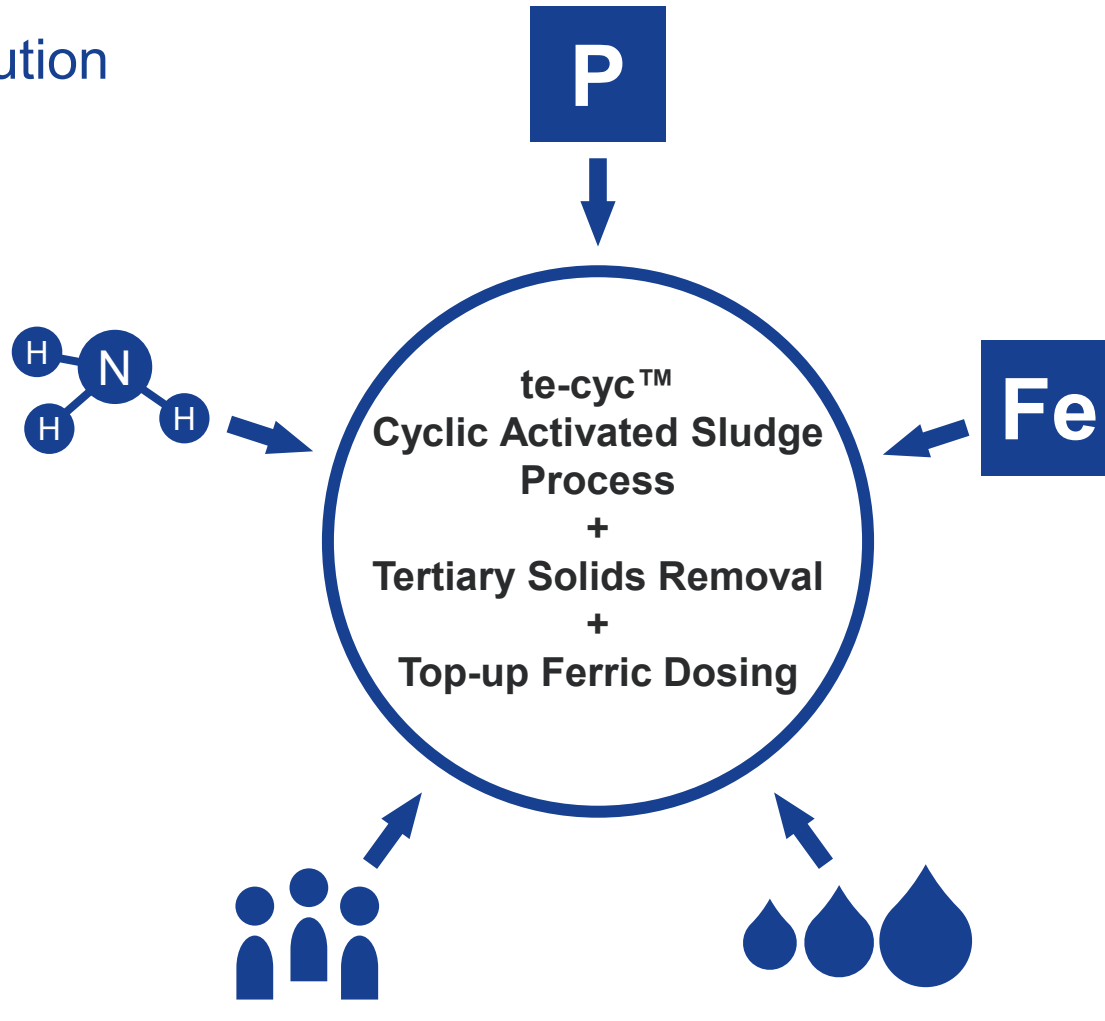 ution
P
H
N
H
H
Fe
te-cyc™
Cyclic Activated Sludge
Process
+
Tertiary Solids Removal
+
Top-up Ferric Dosing